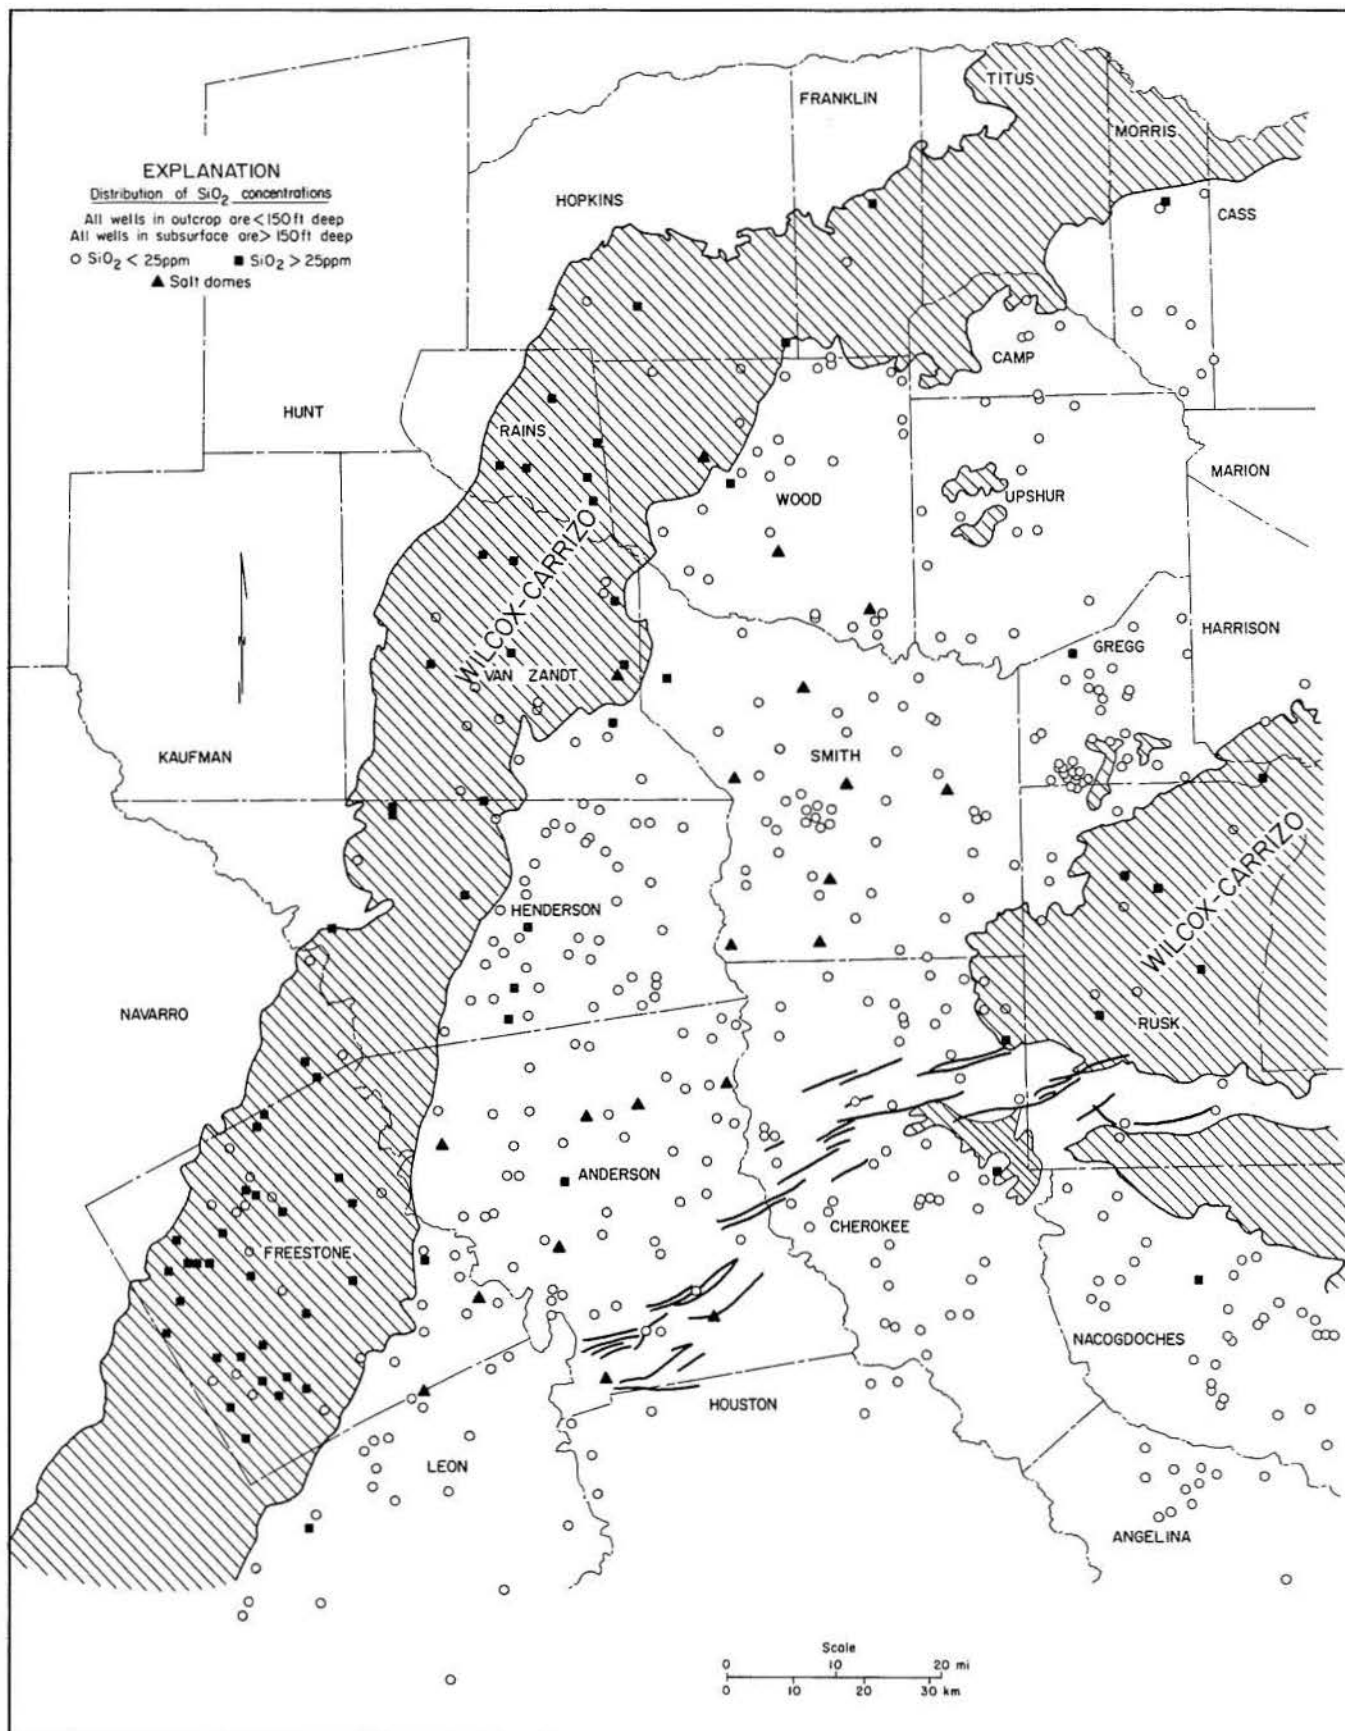 FRANKLIN
TITUS
MORRIS
EXPLANATION
Distribution of SiO₂ concentrations
All wells in outcrop are < 150 ft deep
All wells in subsurface are > 150 ft deep
○ SiO₂ < 25ppm ■ SiO₂ > 25ppm
▲ Salt domes
HOPKINS
CASS
CAMP
HUNT
RAINS
MARION
WOOD
UPSHUR
WILCOX-CARRIZO
N
HARRISON
GREGG
VAN ZANDT
KAUFMAN
SMITH
WILCOX-CARRIZO
HENDERSON
NAVARRO
RUSK
ANDERSON
CHEROKEE
FREESTONE
NACOGDOCHES
HOUSTON
LEON
ANGELINA
Scale
0 10 20 mi
0 10 20 30 km